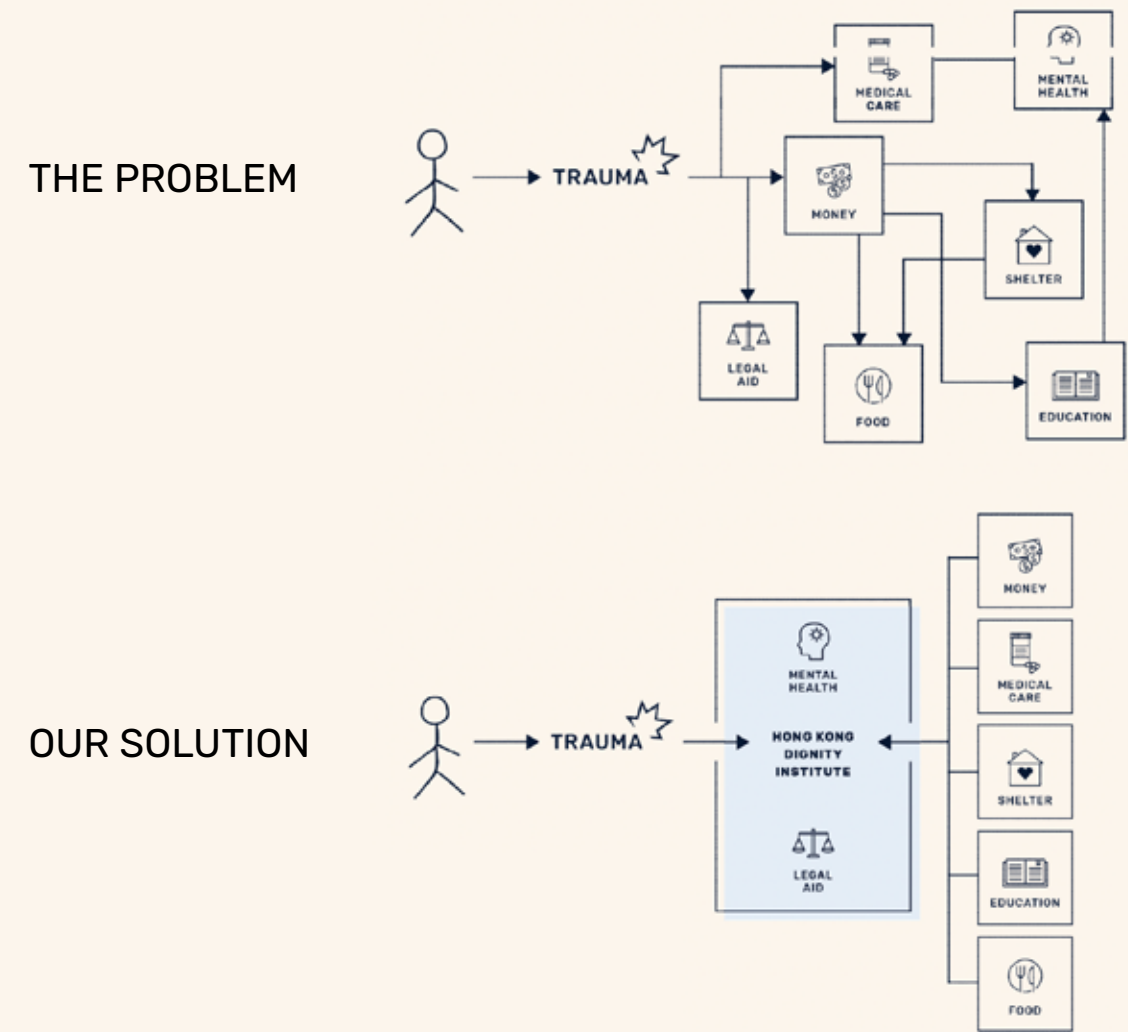 THE PROBLEM
TRAUMA
MEDICAL
CARE
MENTAL
HEALTH
MONEY
SHELTER
LEGAL
AID
FOOD
EDUCATION
OUR SOLUTION
TRAUMA
MENTAL
HEALTH
HONG KONG
DIGNITY
INSTITUTE
LEGAL
AID
MONEY
MEDICAL
CARE
SHELTER
EDUCATION
FOOD